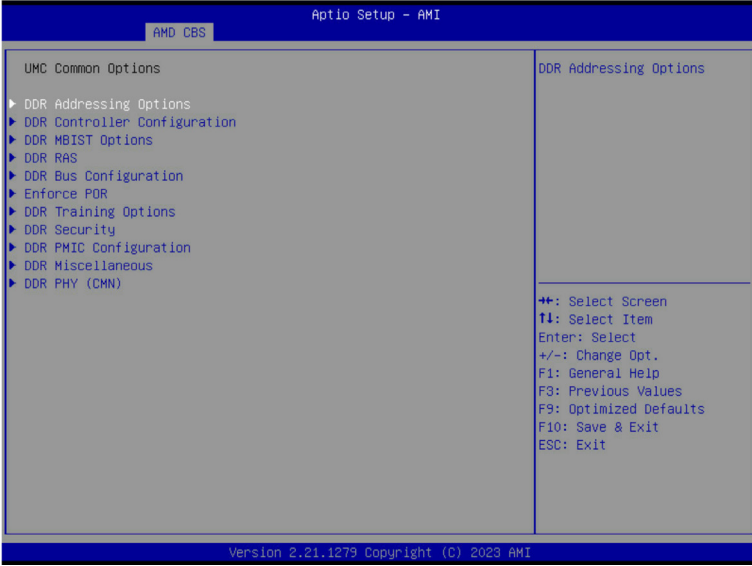 Aptio Setup – AMI
AMD CBS
UMC Common Options
DDR Addressing Options
DDR Controller Configuration
DDR MBIST Options
DDR RAS
DDR Bus Configuration
Enforce POR
DDR Training Options
DDR Security
DDR PMIC Configuration
DDR Miscellaneous
DDR PHY (CMN)
DDR Addressing Options
→←: Select Screen
↑↓: Select Item
Enter: Select
+/-: Change Opt.
F1: General Help
F3: Previous Values
F9: Optimized Defaults
F10: Save & Exit
ESC: Exit
Version 2.21.1279 Copyright (C) 2023 AMI